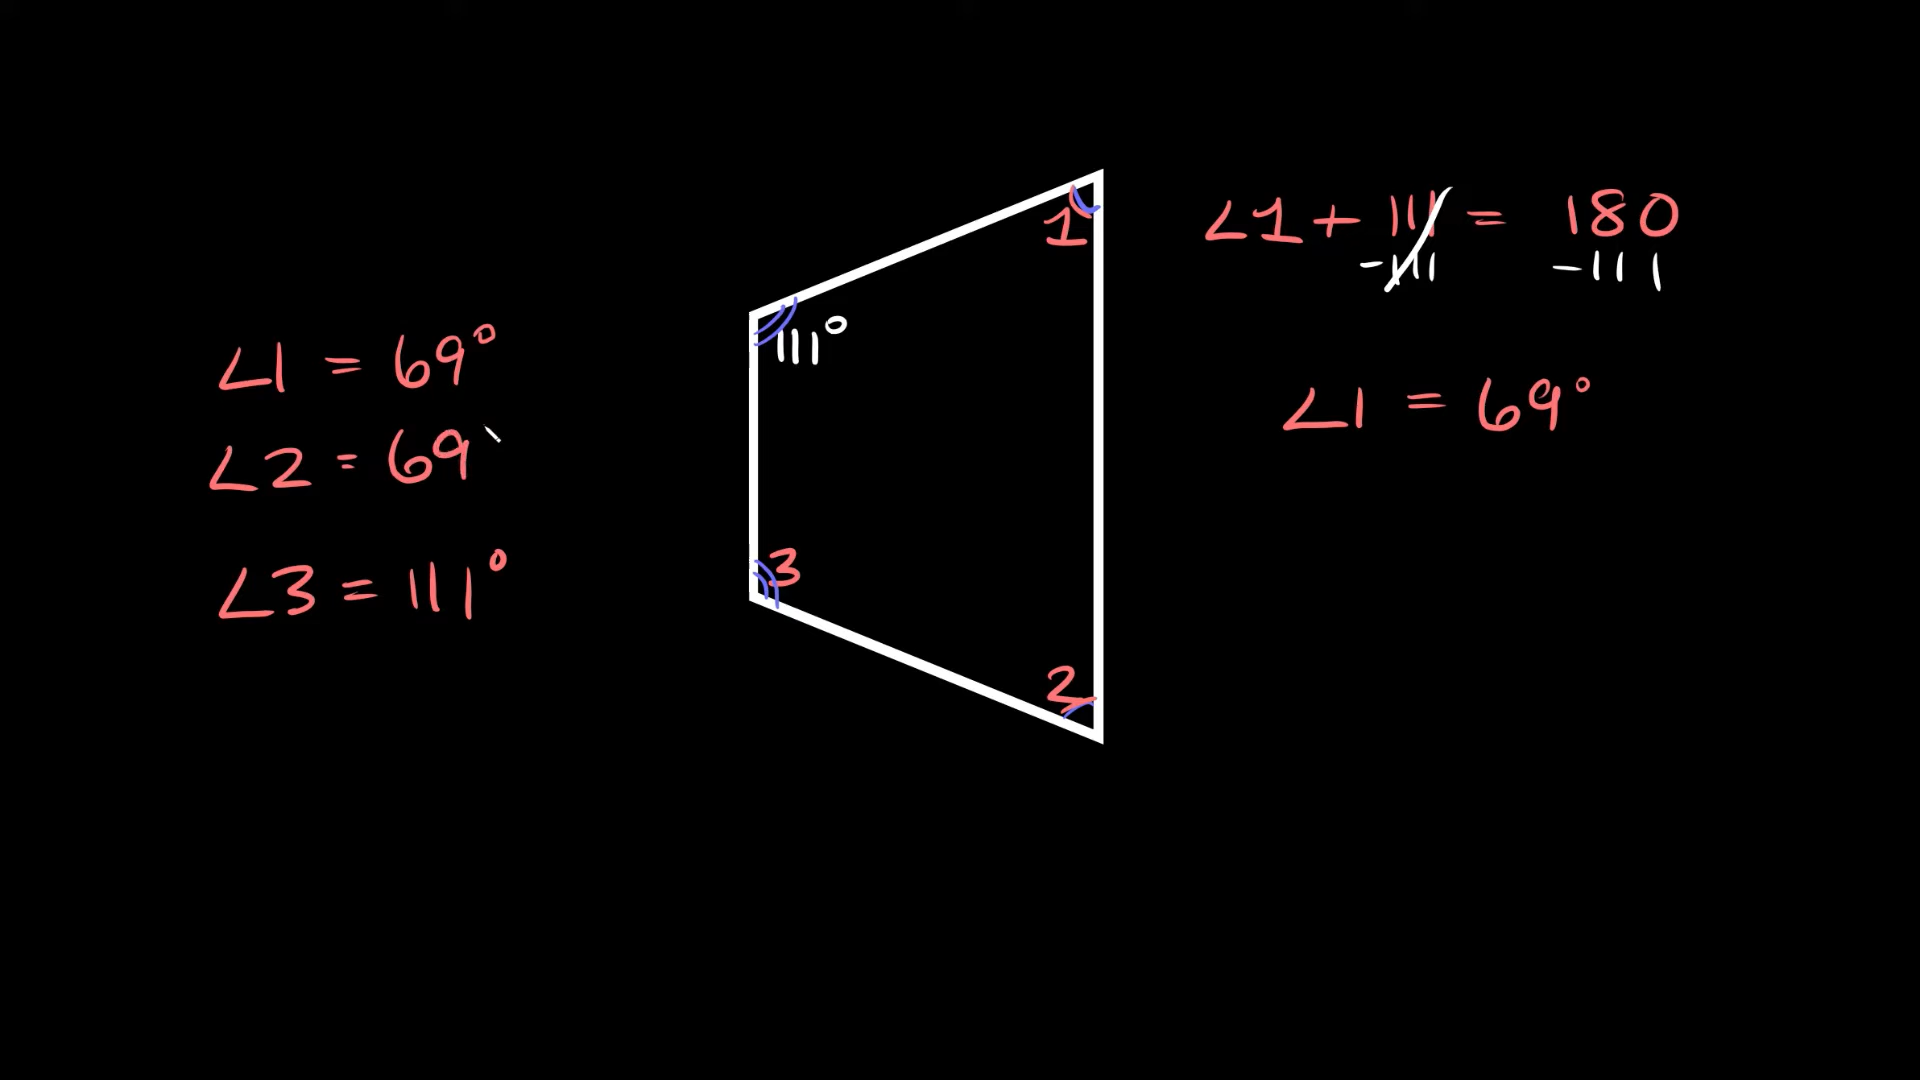 ∠1 = 69°
∠2 = 69
∠3 = 111°
1
111°
3
2
∠1 + 111 = 180
-111 -111
∠1 = 69°